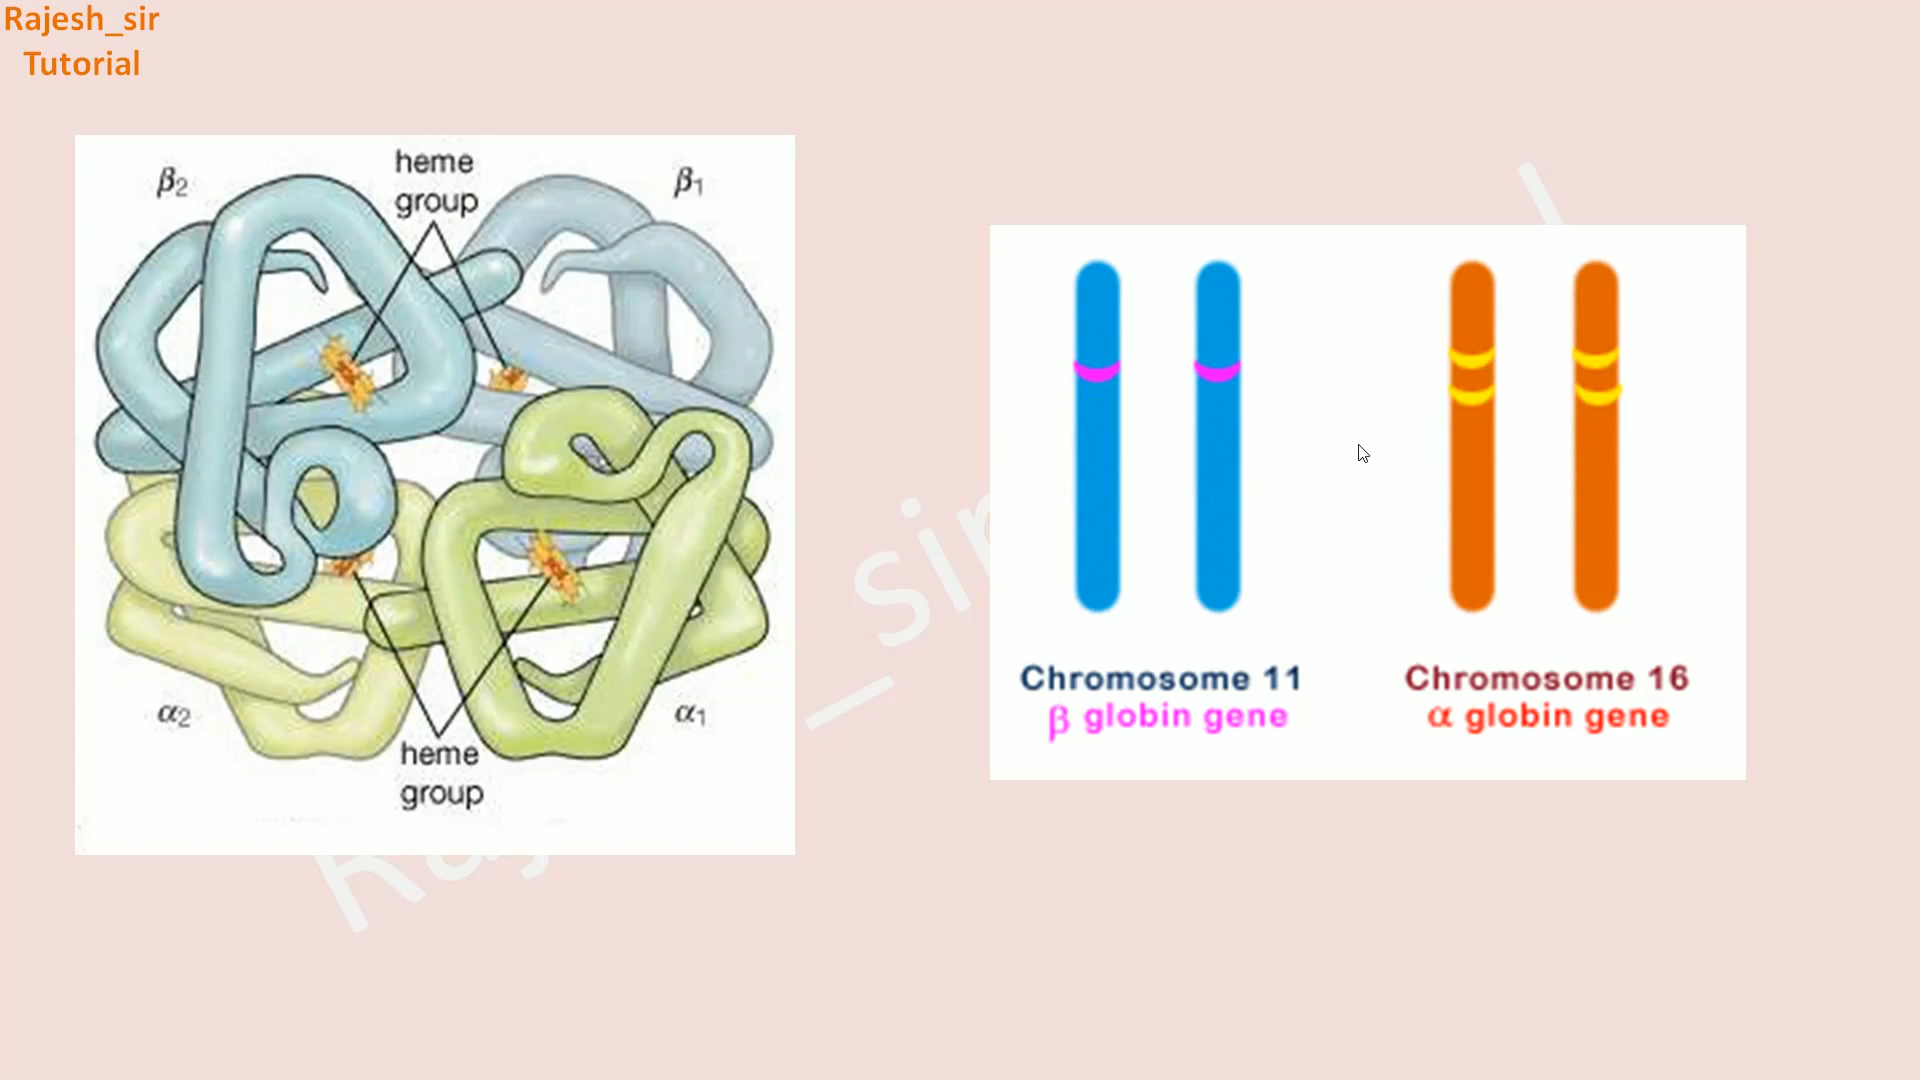 Rajesh_sir
Tutorial
heme
group
β2
β1
α2
α1
heme
group
Chromosome 11
β globin gene
Chromosome 16
α globin gene